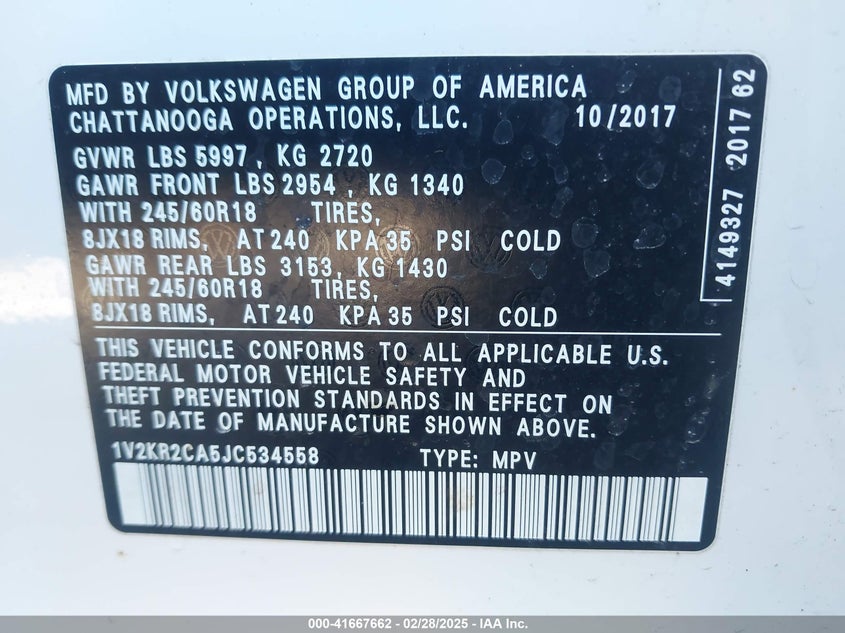 MFD BY VOLKSWAGEN GROUP OF AMERICA
CHATTANOOGA OPERATIONS, LLC. 10/2017
GVWR LBS 5997 , KG 2720
GAWR FRONT LBS 2954 , KG 1340
WITH 245/60R18 TIRES,
8JX18 RIMS, AT 240 KPA 35 PSI COLD
GAWR REAR LBS 3153, KG 1430
WITH 245/60R18 TIRES,
8JX18 RIMS, AT 240 KPA 35 PSI COLD
THIS VEHICLE CONFORMS TO ALL APPLICABLE U.S.
FEDERAL MOTOR VEHICLE SAFETY AND
THEFT PREVENTION STANDARDS IN EFFECT ON
THE DATE OF MANUFACTURE SHOWN ABOVE.
1V2KR2CA5JC534558 TYPE: MPV
4149327 2017 62
000-41667662 - 02/28/2025 - IAA Inc.